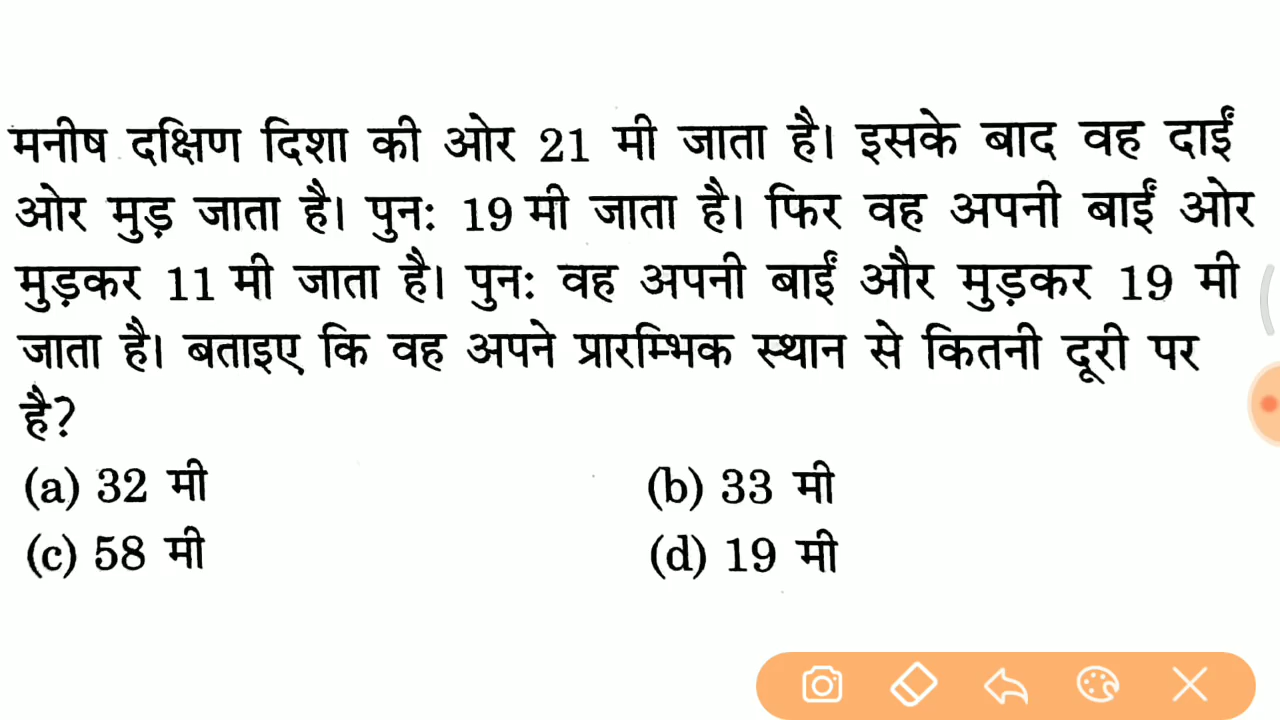 मनीष दक्षिण दिशा की ओर 21 मी जाता है। इसके बाद वह दाईं
ओर मुड़ जाता है। पुनः 19 मी जाता है। फिर वह अपनी बाईं ओर
मुड़कर 11 मी जाता है। पुनः वह अपनी बाईं और मुड़कर 19 मी
जाता है। बताइए कि वह अपने प्रारम्भिक स्थान से कितनी दूरी पर
है?
(a) 32 मी (b) 33 मी
(c) 58 मी (d) 19 मी